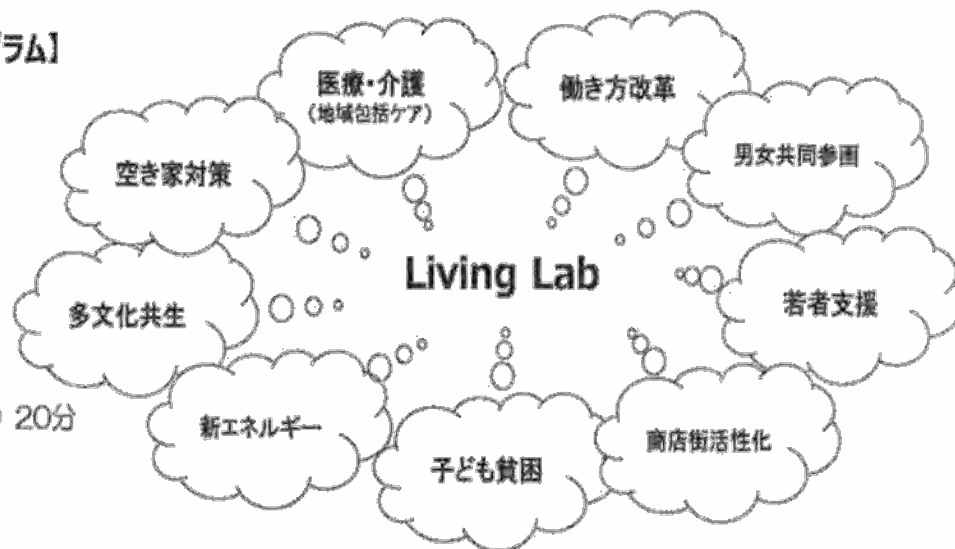 ラム】
医療・介護
（地域包括ケア）
働き方改革
空き家対策
男女共同参画
Living Lab
多文化共生
若者支援
新エネルギー
子ども貧困
商店街活性化
20分